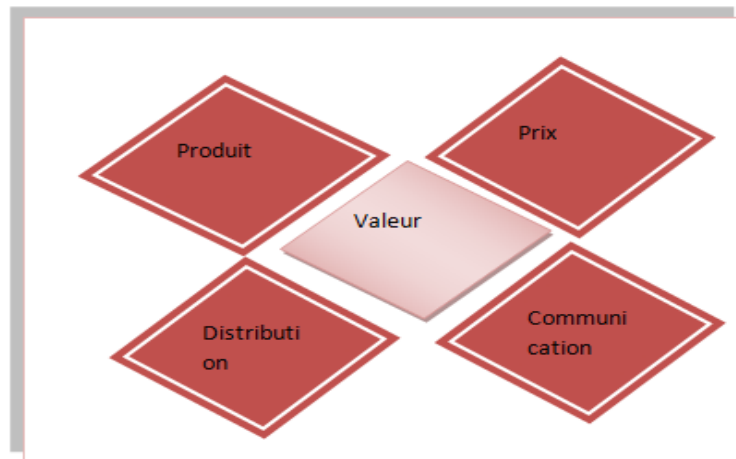 Produit
Prix
Valeur
Distributi
on
Communi
cation